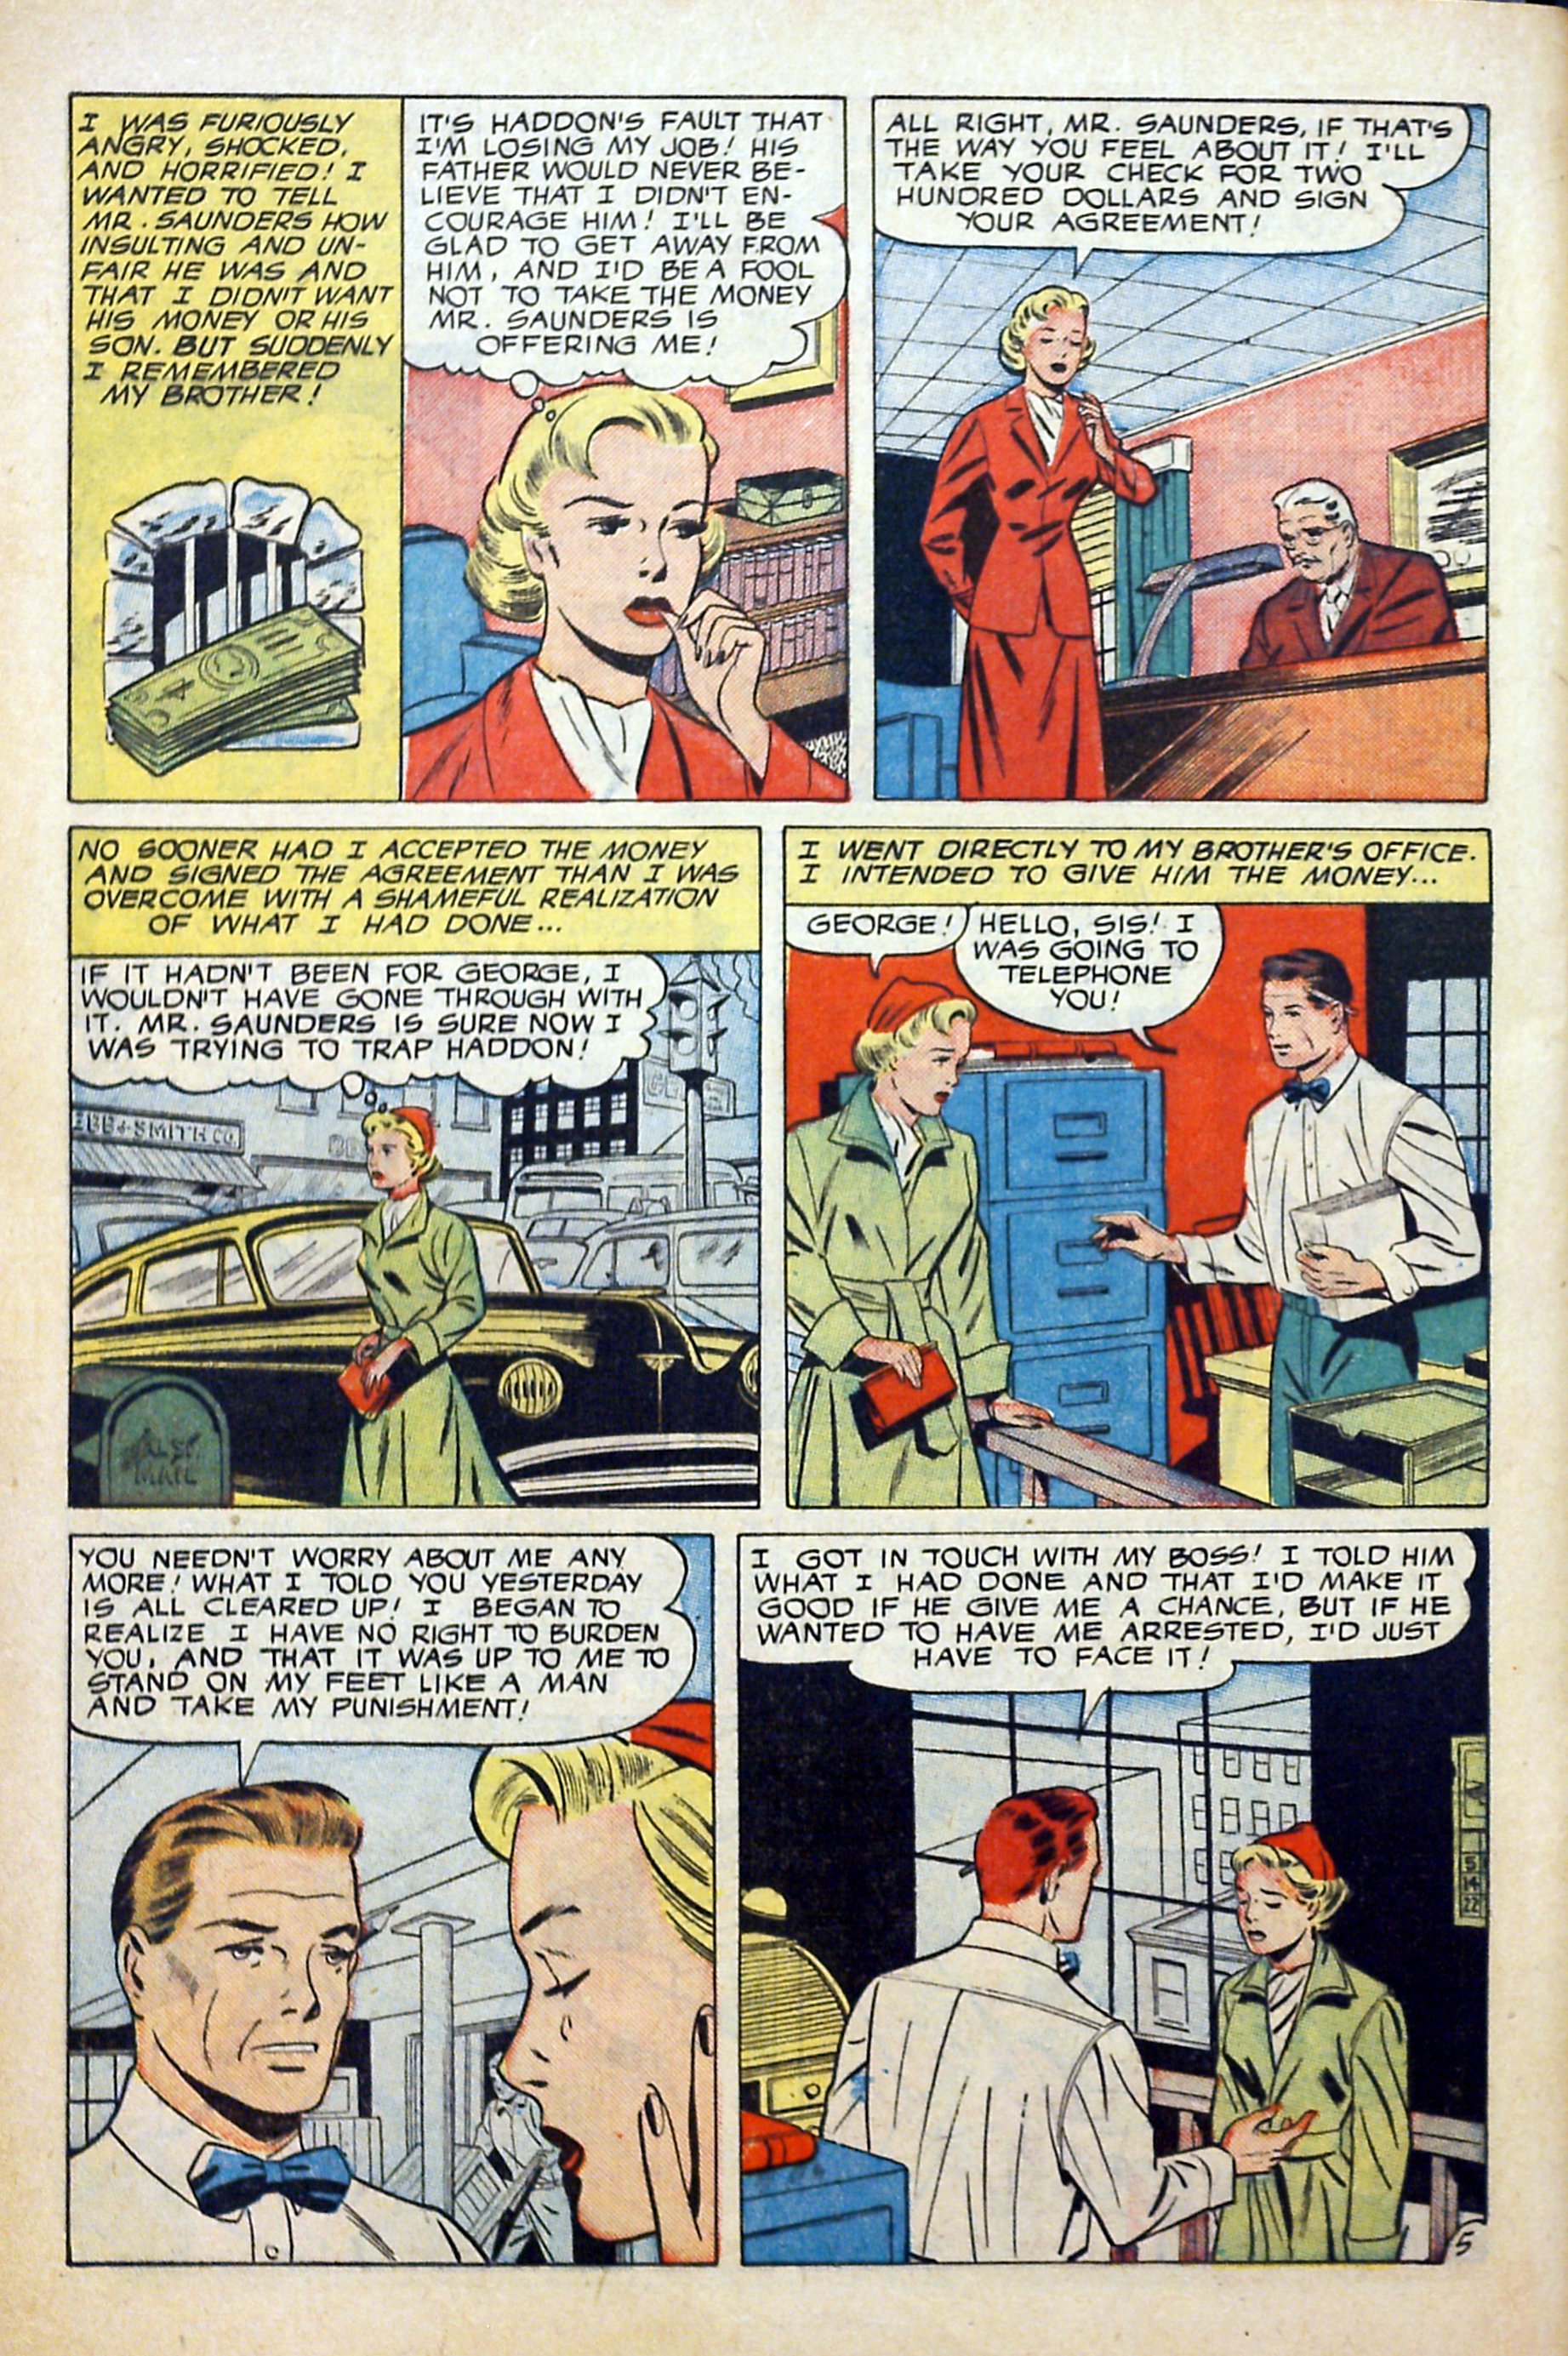 I WAS FURIOUSLY
ANGRY, SHOCKED,
AND HORRIFIED! I
WANTED TO TELL
MR. SAUNDERS HOW
INSULTING AND UN-
FAIR HE WAS AND
THAT I DIDN'T WANT
HIS MONEY OR HIS
SON. BUT SUDDENLY
I REMEMBERED
MY BROTHER!
IT'S HADDON'S FAULT THAT
I'M LOSING MY JOB! HIS
FATHER WOULD NEVER BE-
LIEVE THAT I DIDN'T EN-
COURAGE HIM! I'LL BE
GLAD TO GET AWAY FROM
HIM, AND I'D BE A FOOL
NOT TO TAKE THE MONEY
MR. SAUNDERS IS
OFFERING ME!
ALL RIGHT, MR. SAUNDERS, IF THAT'S
THE WAY YOU FEEL ABOUT IT! I'LL
TAKE YOUR CHECK FOR TWO
HUNDRED DOLLARS AND SIGN
YOUR AGREEMENT!
NO SOONER HAD I ACCEPTED THE MONEY
AND SIGNED THE AGREEMENT THAN I WAS
OVERCOME WITH A SHAMEFUL REALIZATION
OF WHAT I HAD DONE...
IF IT HADN'T BEEN FOR GEORGE, I
WOULDN'T HAVE GONE THROUGH WITH
IT. MR. SAUNDERS IS SURE NOW I
WAS TRYING TO TRAP HADDON!
EBB & SMITH CO.
MAIL
I WENT DIRECTLY TO MY BROTHER'S OFFICE.
I INTENDED TO GIVE HIM THE MONEY...
GEORGE!
HELLO, SIS! I
WAS GOING TO
TELEPHONE
YOU!
YOU NEEDN'T WORRY ABOUT ME ANY
MORE! WHAT I TOLD YOU YESTERDAY
IS ALL CLEARED UP! I BEGAN TO
REALIZE I HAVE NO RIGHT TO BURDEN
YOU, AND THAT IT WAS UP TO ME TO
STAND ON MY FEET LIKE A MAN
AND TAKE MY PUNISHMENT!
I GOT IN TOUCH WITH MY BOSS! I TOLD HIM
WHAT I HAD DONE AND THAT I'D MAKE IT
GOOD IF HE GIVE ME A CHANCE, BUT IF HE
WANTED TO HAVE ME ARRESTED, I'D JUST
HAVE TO FACE IT!
5
14
22
5